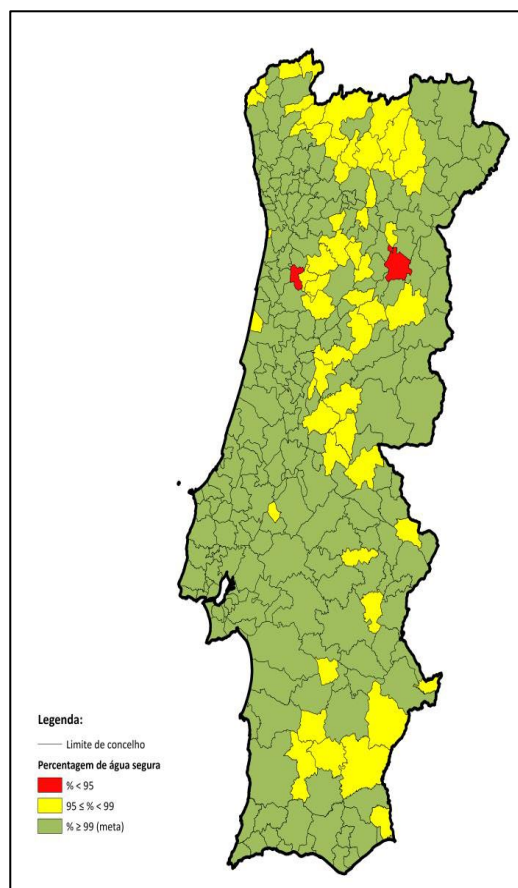 Legenda:
Limite de concelho
Percentagem de água segura
% < 95
95 ≤ % < 99
% ≥ 99 (meta)